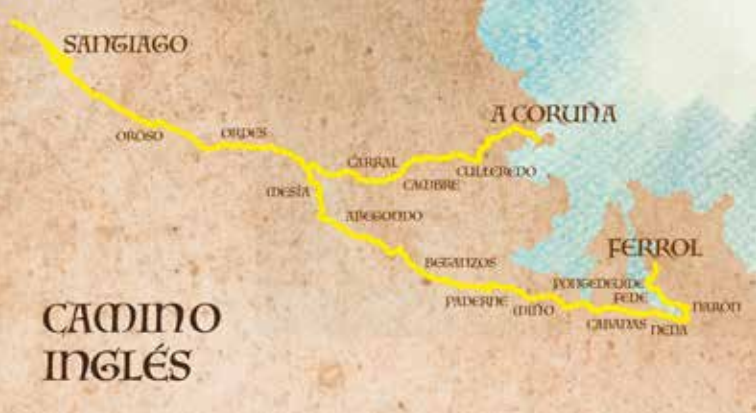 SANTIAGO
OROSO
ORDES
A CORUÑA
CARRAL
CULLEREDO
CAMBRE
MESÍA
ABEGONDO
FERROL
BETANZOS
PONTEDEUME
FENE
PADERNE
MIÑO
NARÓN
CABANAS
NEDA
CAMINO
INGLÉS